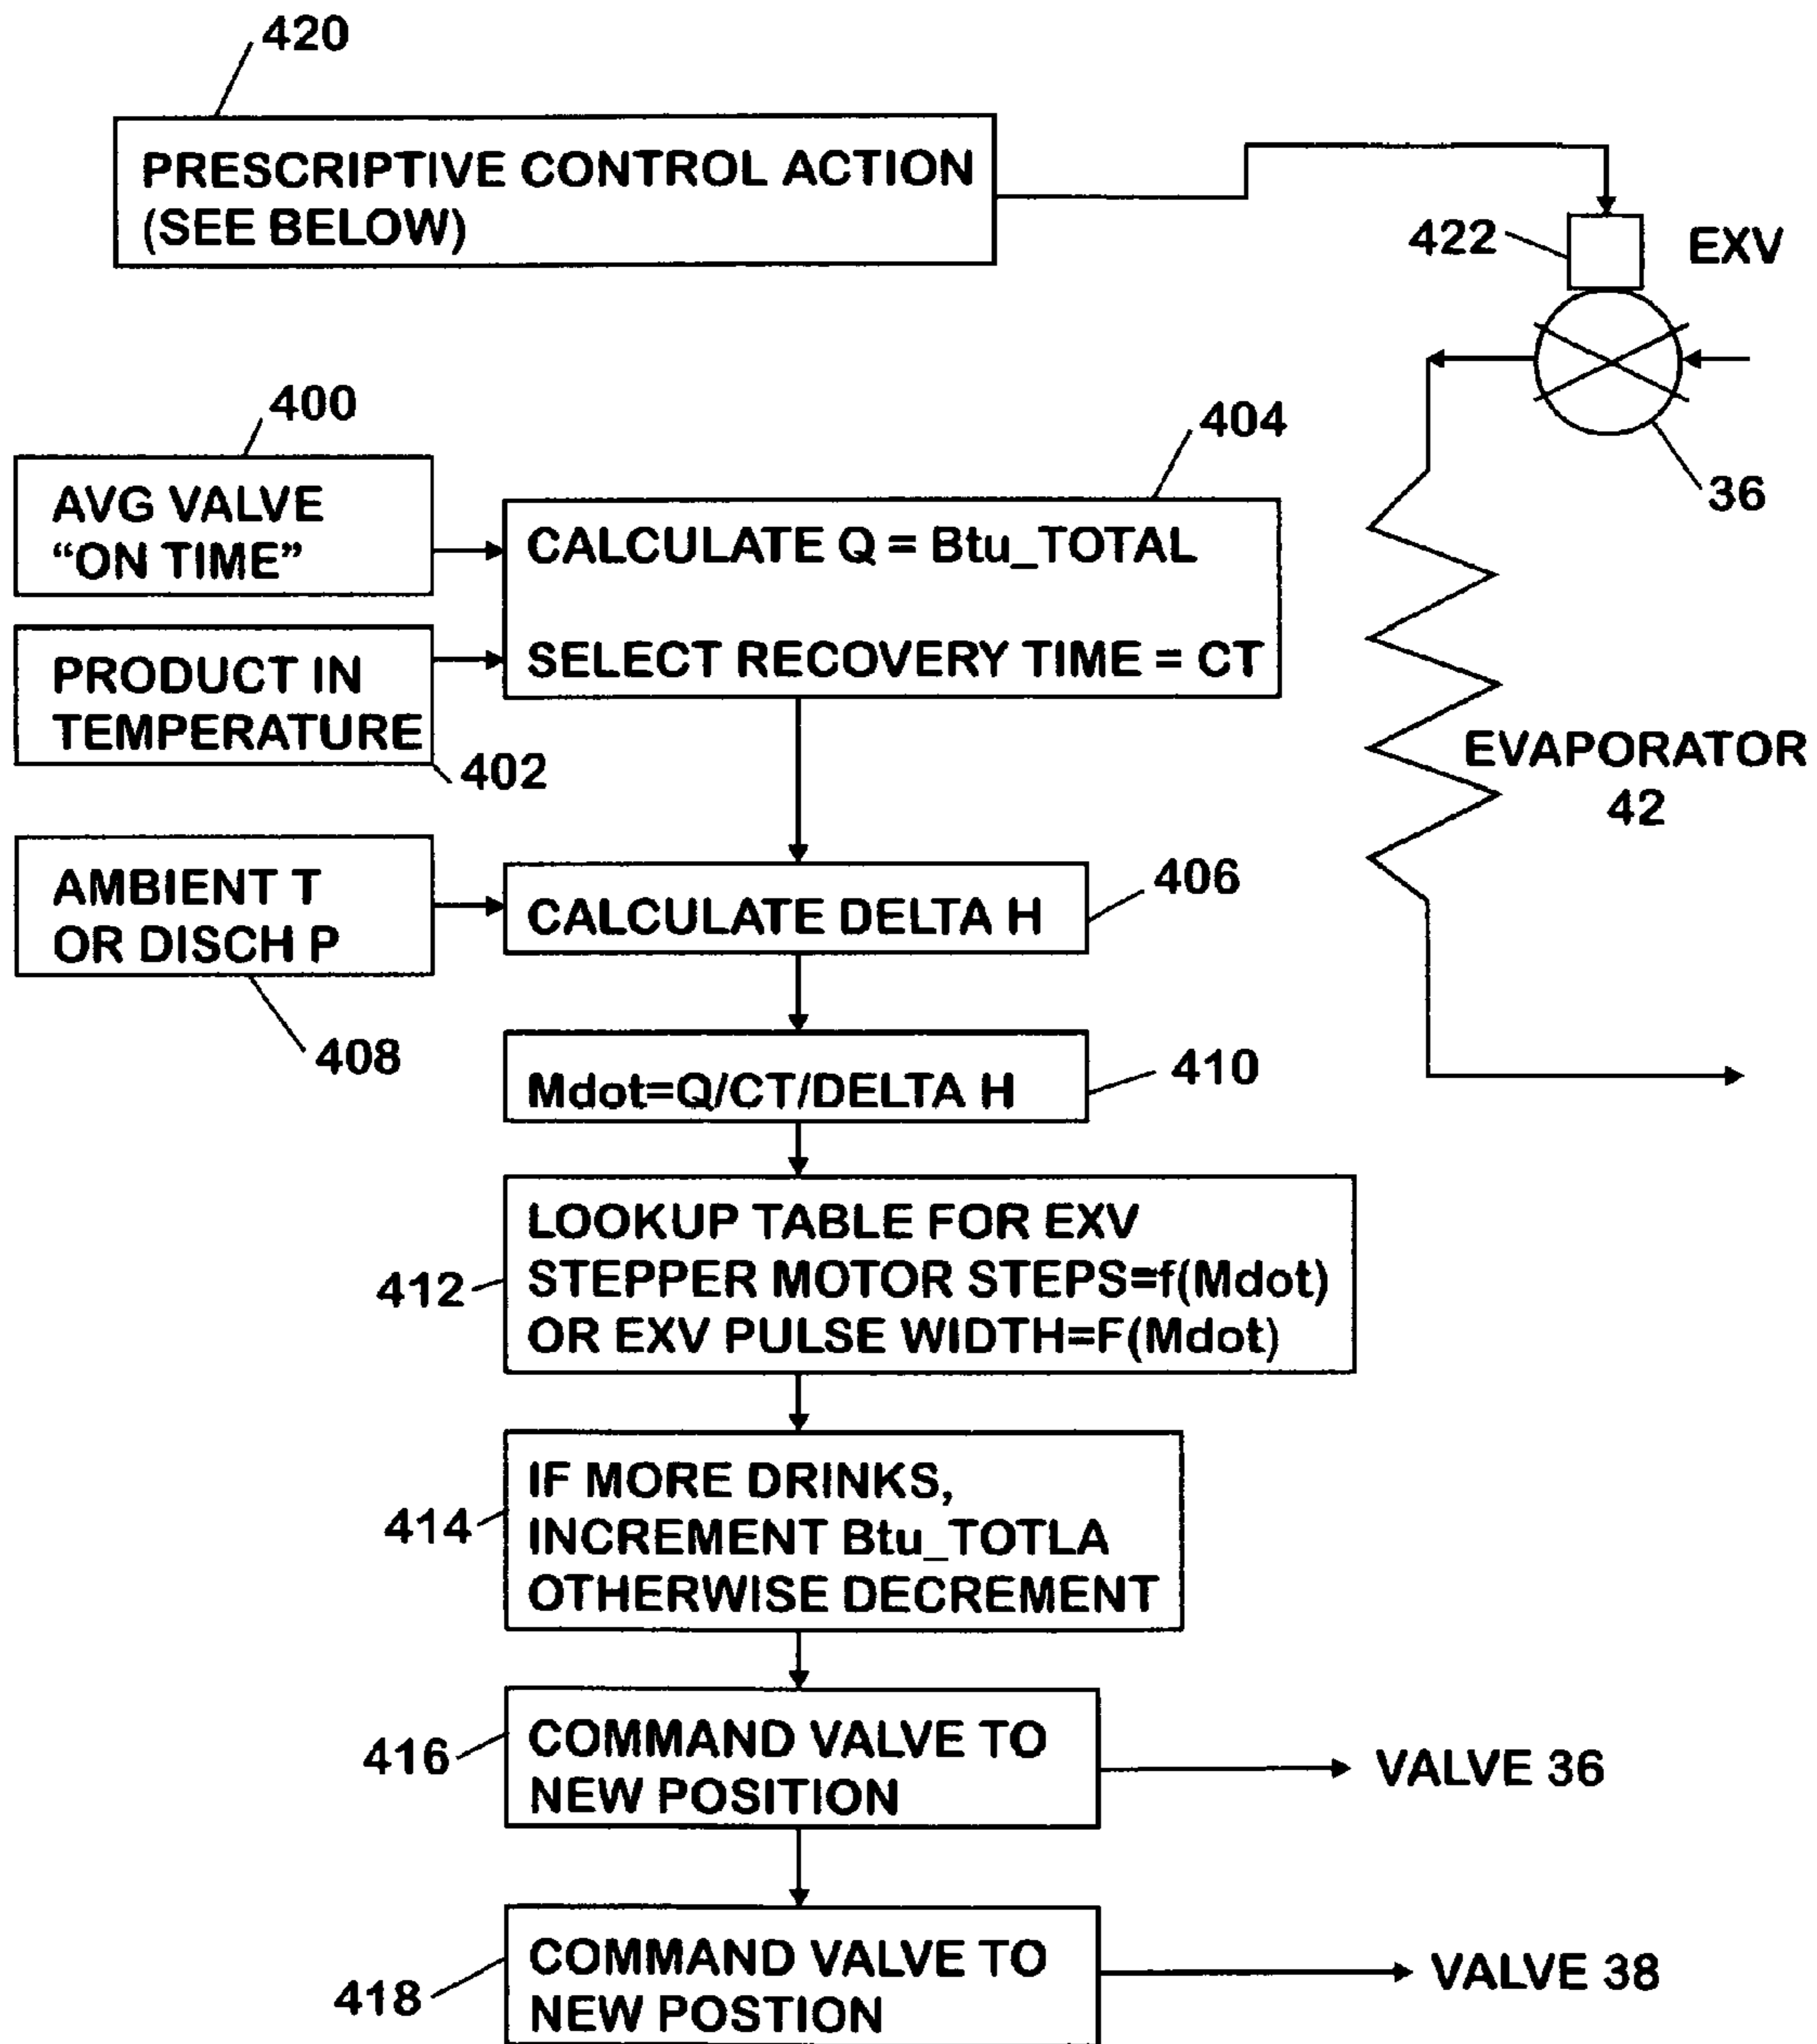 420
PRESCRIPTIVE CONTROL ACTION
(SEE BELOW)
422
EXV
36
400
AVG VALVE
“ON TIME”
404
CALCULATE Q = Btu_TOTAL
SELECT RECOVERY TIME = CT
PRODUCT IN
TEMPERATURE
402
EVAPORATOR
42
AMBIENT T
OR DISCH P
408
406
CALCULATE DELTA H
410
Mdot=Q/CT/DELTA H
412
LOOKUP TABLE FOR EXV
STEPPER MOTOR STEPS=f(Mdot)
OR EXV PULSE WIDTH=F(Mdot)
414
IF MORE DRINKS,
INCREMENT Btu_TOTLA
OTHERWISE DECREMENT
416
COMMAND VALVE TO
NEW POSITION
VALVE 36
418
COMMAND VALVE TO
NEW POSTION
VALVE 38